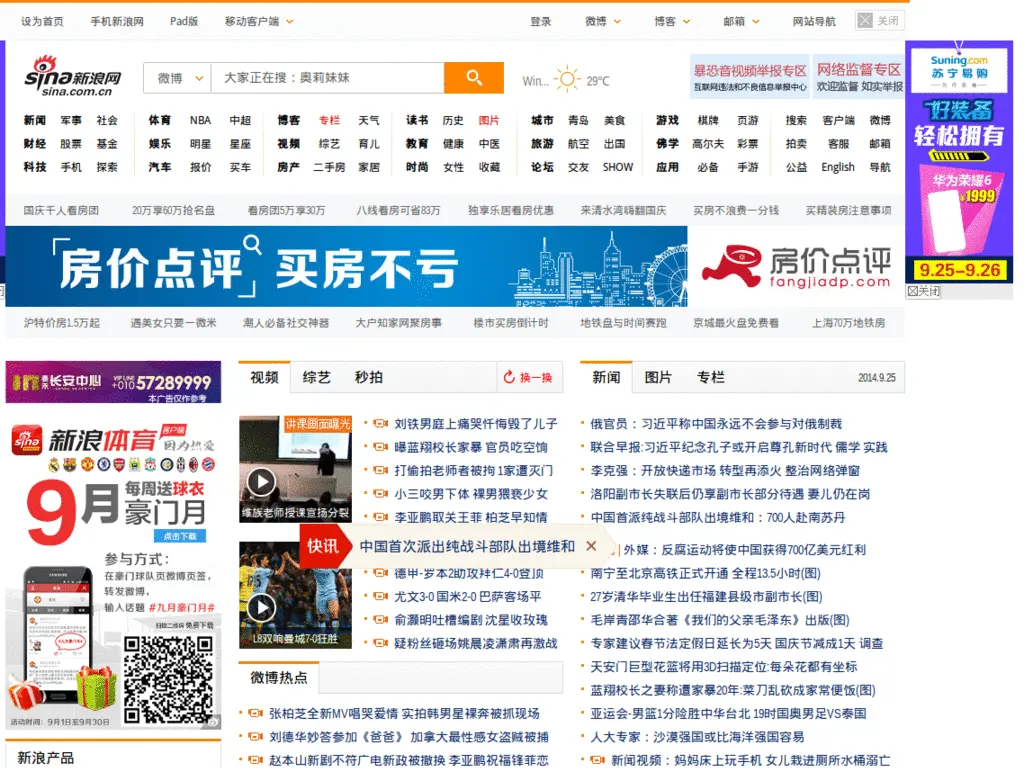 设为首页 手机新浪网 Pad版 移动客户端 登录 微博 博客 邮箱 网站导航 关闭
sina新浪网
sina.com.cn
微博 大家正在搜：奥莉妹妹
Win... 29℃
暴恐音视频举报专区
互联网违法和不良信息举报中心
网络监督专区
欢迎监督 如实举报
新闻 军事 社会 体育 NBA 中超 博客 专栏 天气 读书 历史 图片 城市 青岛 美食 游戏 棋牌 页游 搜索 客户端 微博
财经 股票 基金 娱乐 明星 星座 视频 综艺 育儿 教育 健康 中医 旅游 航空 出国 佛学 高尔夫 彩票 拍卖 客服 邮箱
科技 手机 探索 汽车 报价 买车 房产 二手房 家居 时尚 女性 收藏 论坛 交友 SHOW 应用 必备 手游 公益 English 导航
Suning.com
苏宁易购
好装备
轻松拥有
华为荣耀6
¥1999
9.25-9.26
关闭
国庆千人看房团 20万享60万抢名盘 看房团5万享30万 八线看房可省83万 独享乐居看房优惠 来清水湾嗨翻国庆 买房不浪费一分钱 买精装房注意事项
房价点评 买房不亏
房价点评
fangjiadp.com
沪特价房1.5万起 遇美女只要一微米 潮人必备社交神器 大户知家网聚房事 楼市买房倒计时 地铁盘与时间赛跑 京城最火盘免费看 上海70万地铁房
长安中心 VIP LINE +010 57289999
本广告仅作参考
sina 新浪体育 客户端
因为热爱
9月
每周送球衣
豪门月
点击下载
参与方式：
在豪门球队页微博页签，
转发微博，
输入话题 #九月豪门月#
扫描二维码 免费下载
活动时间：9月1日至9月30日
新浪产品
视频 综艺 秒拍 换一换
讲课画面曝光
维族老师授课宣扬分裂
刘铁男庭上痛哭忏悔毁了儿子
曝蓝翔校长家暴 官员吃空饷
打偷拍老师者被拘 1家遭灭门
小三咬男下体 裸男猥亵少女
李亚鹏取关王菲 柏芝早知情
快讯 中国首次派出纯战斗部队出境维和
L8双响曼城7-0狂胜
德甲-罗本2助攻拜仁4-0登顶
尤文3-0 国米2-0 巴萨客场平
俞灏明吐槽编剧 沈星收玫瑰
疑粉丝砸场姚晨凌潇肃再激战
微博热点
张柏芝全新MV唱哭爱情 实拍韩男星裸奔被抓现场
刘德华妙答参加《爸爸》 加拿大最性感女盗贼被捕
赵本山新剧不符广电新政被撤换 李亚鹏祝福锋菲恋
新闻 图片 专栏 2014.9.25
俄官员：习近平称中国永远不会参与对俄制裁
联合早报:习近平纪念孔子或开启尊孔新时代 儒学 实践
李克强：开放快递市场 转型再添火 整治网络弹窗
洛阳副市长失联后仍享副市长部分待遇 妻儿仍在岗
中国首派步兵营出境维和：700人赴南苏丹
外媒：反腐运动将使中国获得700亿美元红利
南宁至北京高铁正式开通 全程13.5小时(图)
27岁清华毕业生出任福建县级市副市长(图)
毛岸青邵华合著《我们的父亲毛泽东》出版(图)
专家建议春节法定假日延长为5天 国庆节减成1天 调查
天安门巨型花篮将用3D扫描定位:每朵花都有坐标
蓝翔校长之妻称遭家暴20年:菜刀乱砍成家常便饭(图)
亚运会-男篮1分险胜中华台北 19时国奥男足VS泰国
人大专家：沙漠强国或比海洋强国容易
新闻视频：妈妈床上玩手机 女儿栽进厕所水桶溺亡